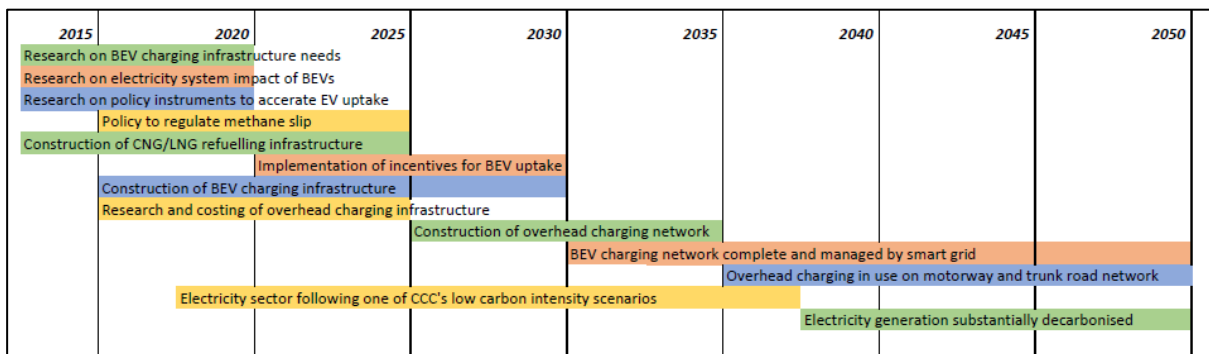 2015 2020 2025 2030 2035 2040 2045 2050
Research on BEV charging infrastructure needs
Research on electricity system impact of BEVs
Research on policy instruments to accerate EV uptake
Policy to regulate methane slip
Construction of CNG/LNG refuelling infrastructure
Implementation of incentives for BEV uptake
Construction of BEV charging infrastructure
Research and costing of overhead charging infrastructure
Construction of overhead charging network
BEV charging network complete and managed by smart grid
Overhead charging in use on motorway and trunk road network
Electricity sector following one of CCC's low carbon intensity scenarios
Electricity generation substantially decarbonised